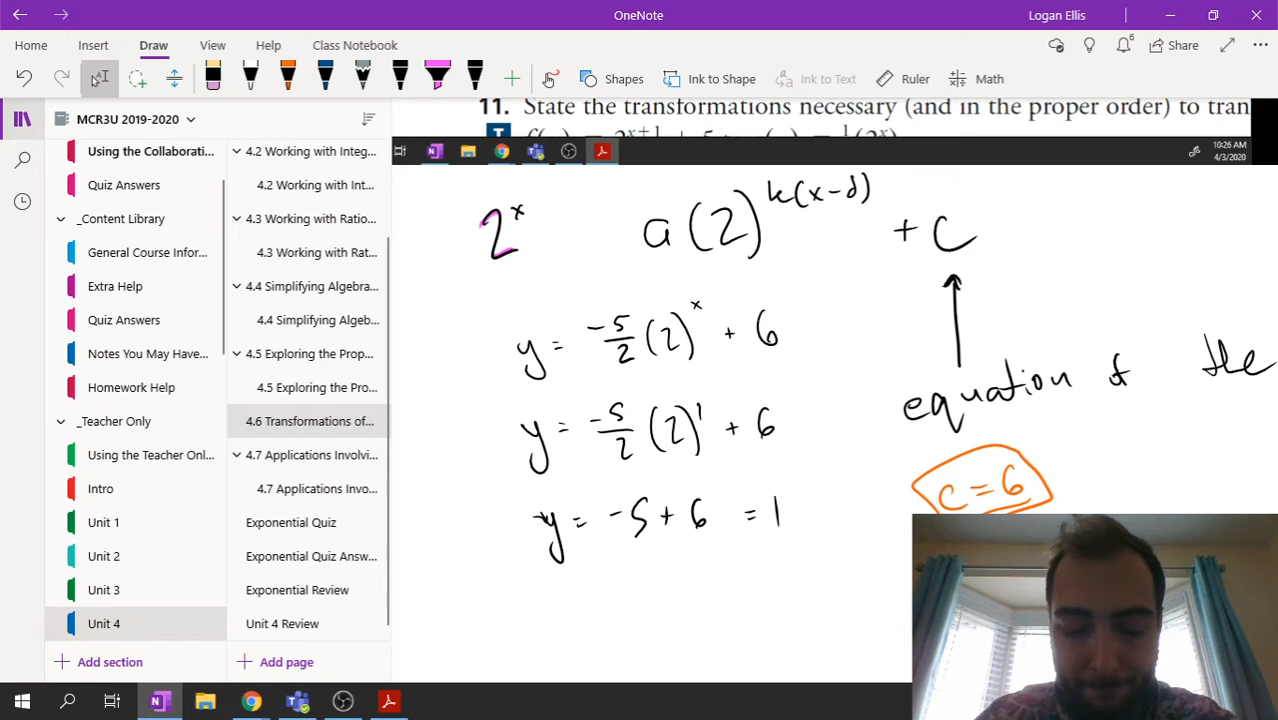 OneNote
Logan Ellis
Home Insert Draw View Help Class Notebook
Share
Shapes Ink to Shape Ink to Text Ruler Math
MCR3U 2019-2020
Using the Collaborati...
Quiz Answers
_Content Library
General Course Infor...
Extra Help
Quiz Answers
Notes You May Have...
Homework Help
_Teacher Only
Using the Teacher Onl...
Intro
Unit 1
Unit 2
Unit 3
Unit 4
Add section
4.2 Working with Integ...
4.2 Working with Int...
4.3 Working with Ratio...
4.3 Working with Rat...
4.4 Simplifying Algebra...
4.4 Simplifying Algeb...
4.5 Exploring the Prop...
4.5 Exploring the Pro...
4.6 Transformations of...
4.7 Applications Involvi...
4.7 Applications Invo...
Exponential Quiz
Exponential Quiz Answ...
Exponential Review
Unit 4 Review
Add page
11. State the transformations necessary (and in the proper order) to tran
10:26 AM
4/3/2020
2^x a(2)^k(x-d) + c
y = -5/2 (2)^x + 6
y = -5/2 (2)^1 + 6
y = -5 + 6 = 1
equation of the
c = 6